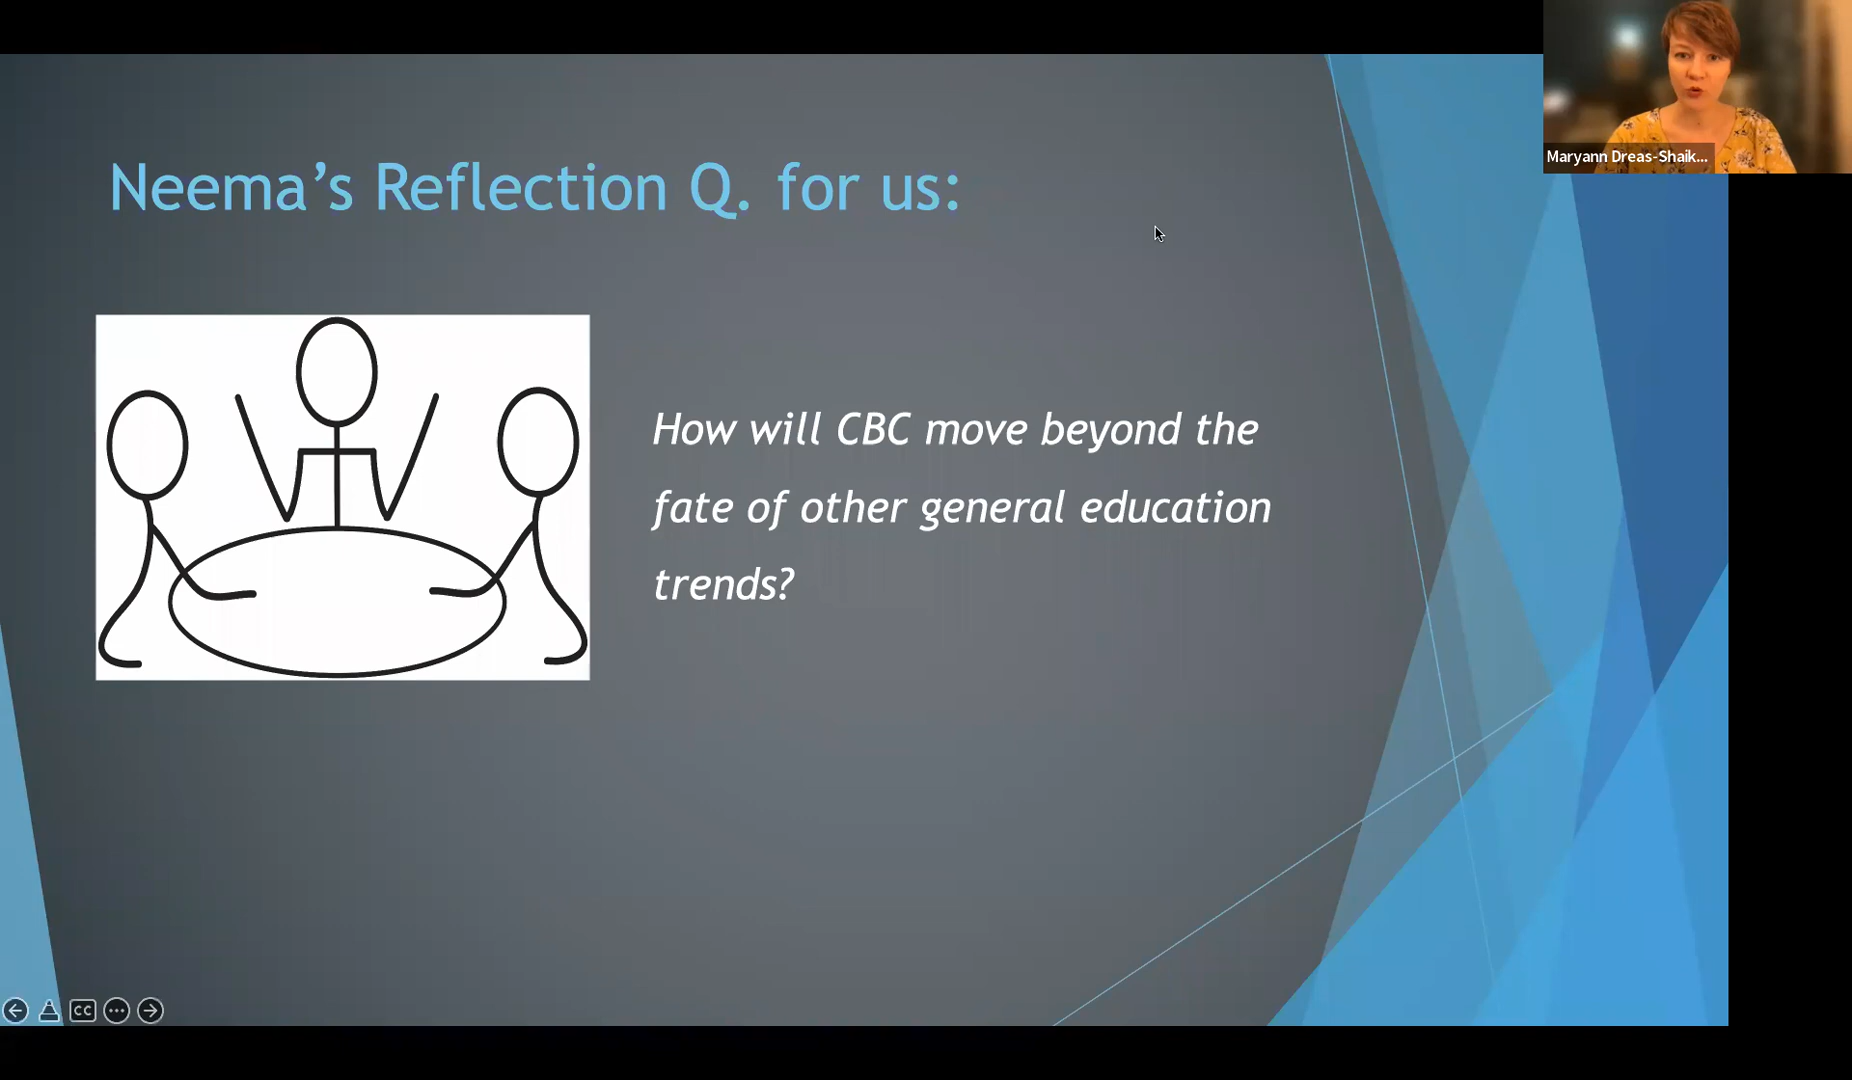 Maryann Dreas-Shaik...
Neema’s Reflection Q. for us:
How will CBC move beyond the
fate of other general education
trends?
CC